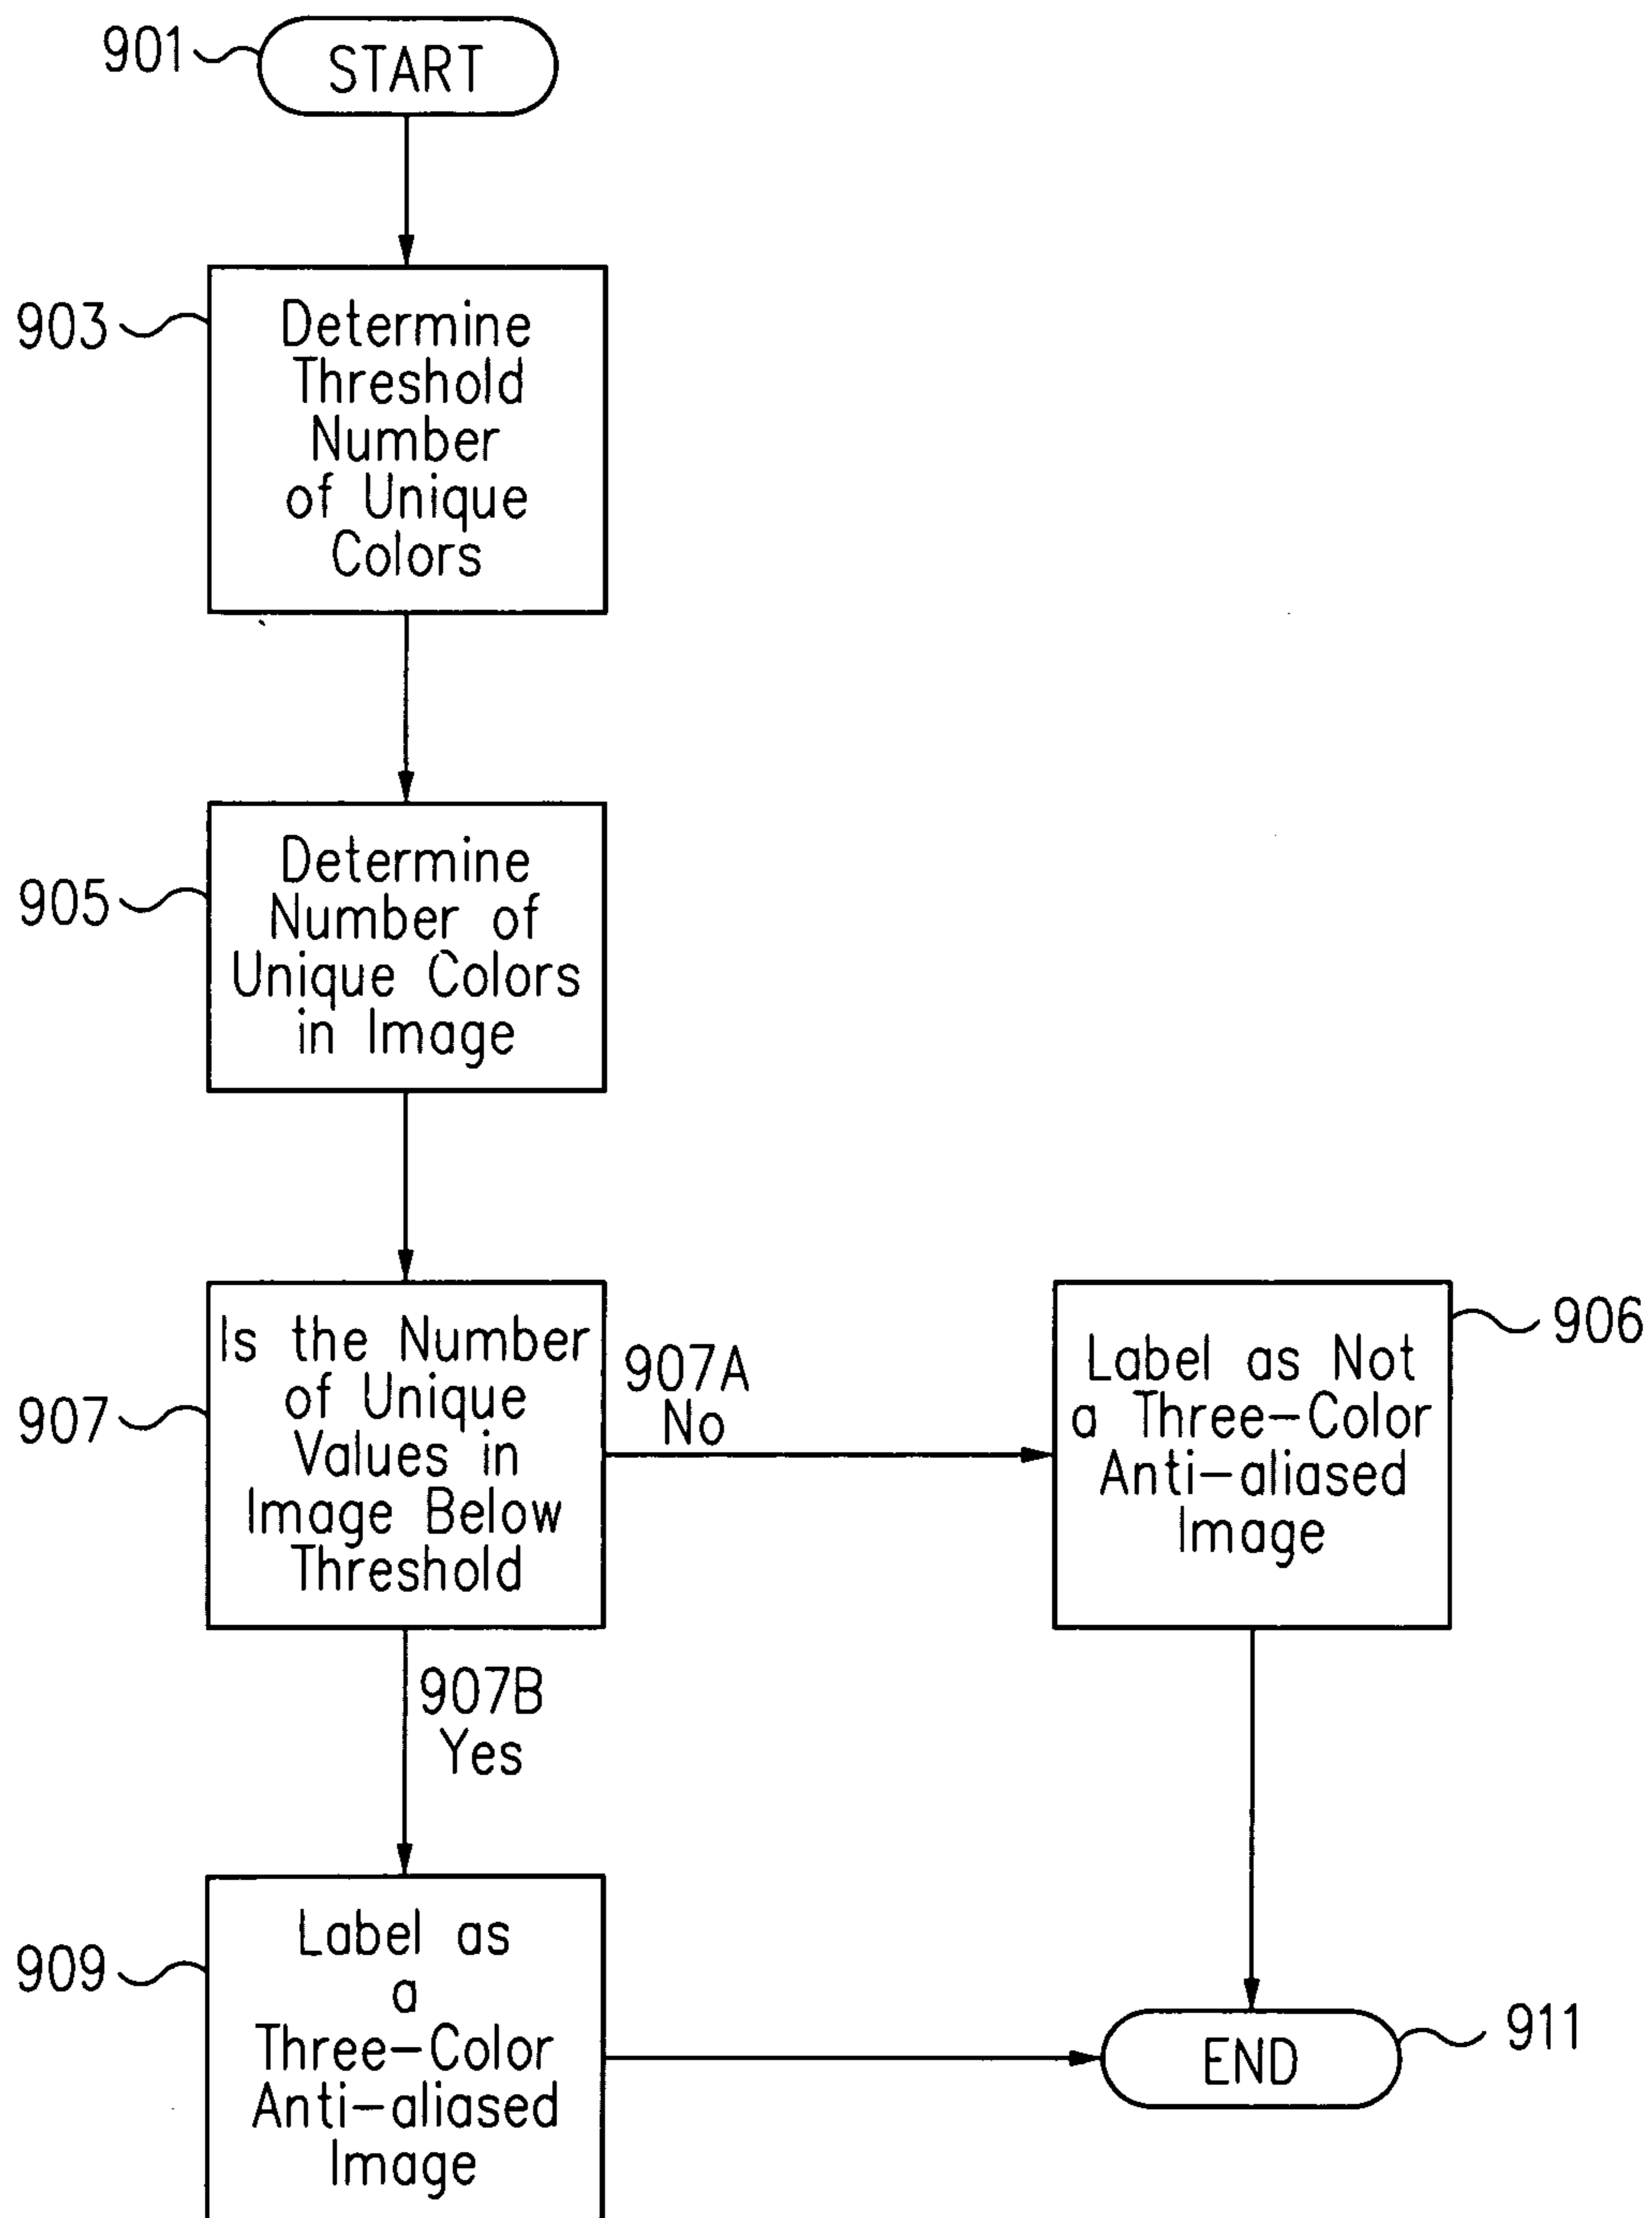 901
START
903
Determine
Threshold
Number
of Unique
Colors
905
Determine
Number of
Unique Colors
in Image
907
Is the Number
of Unique
Values in
Image Below
Threshold
907A
No
906
Label as Not
a Three-Color
Anti-aliased
Image
907B
Yes
909
Label as
a
Three-Color
Anti-aliased
Image
END
911